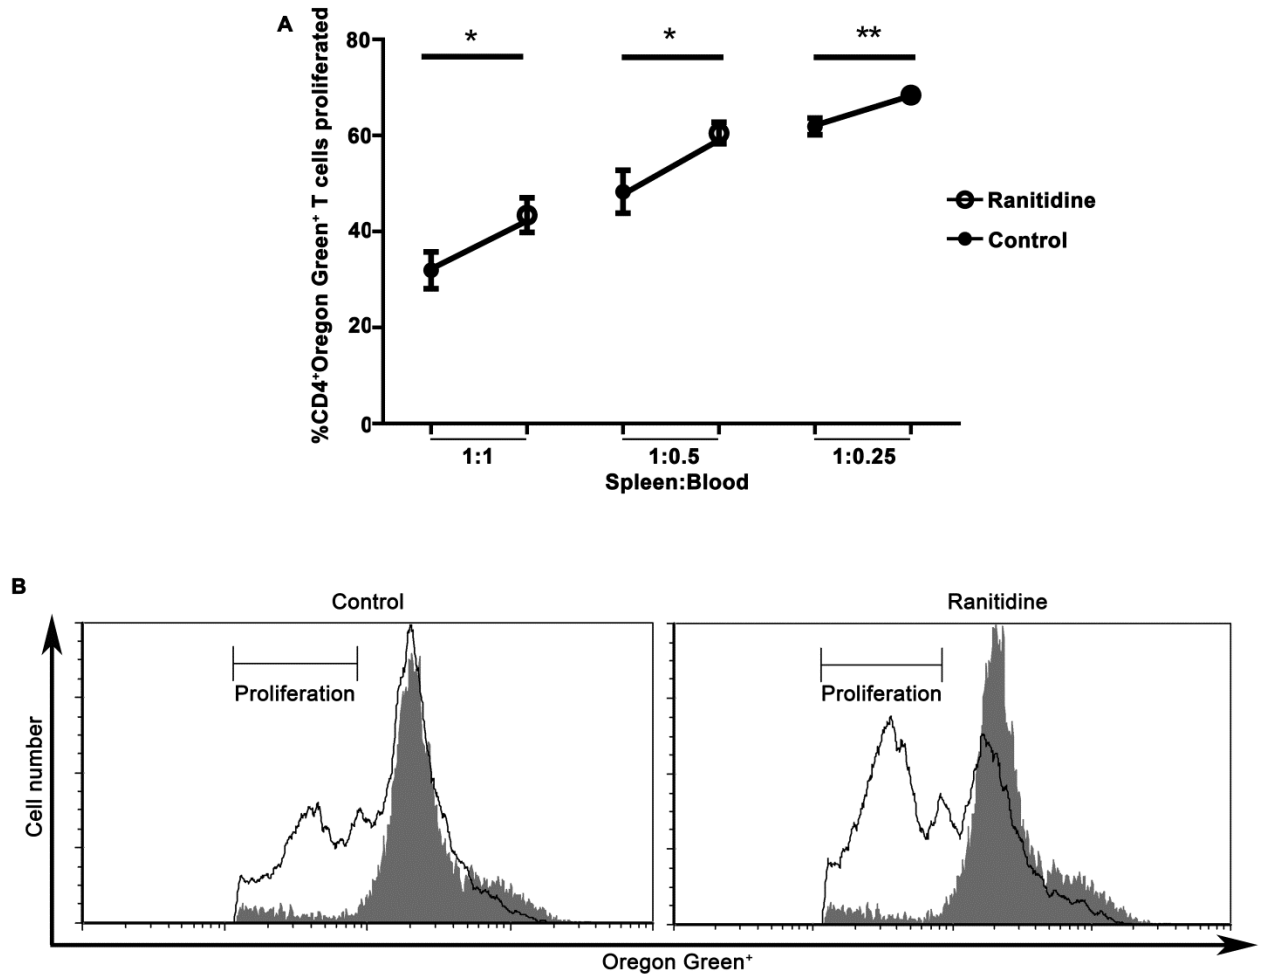 A
%CD4⁺Oregon Green⁺ T cells proliferated
80
60
40
20
0
*
*
**
1:1
1:0.5
1:0.25
Spleen:Blood
Ranitidine
Control
B
Control
Ranitidine
Proliferation
Proliferation
Cell number
Oregon Green⁺